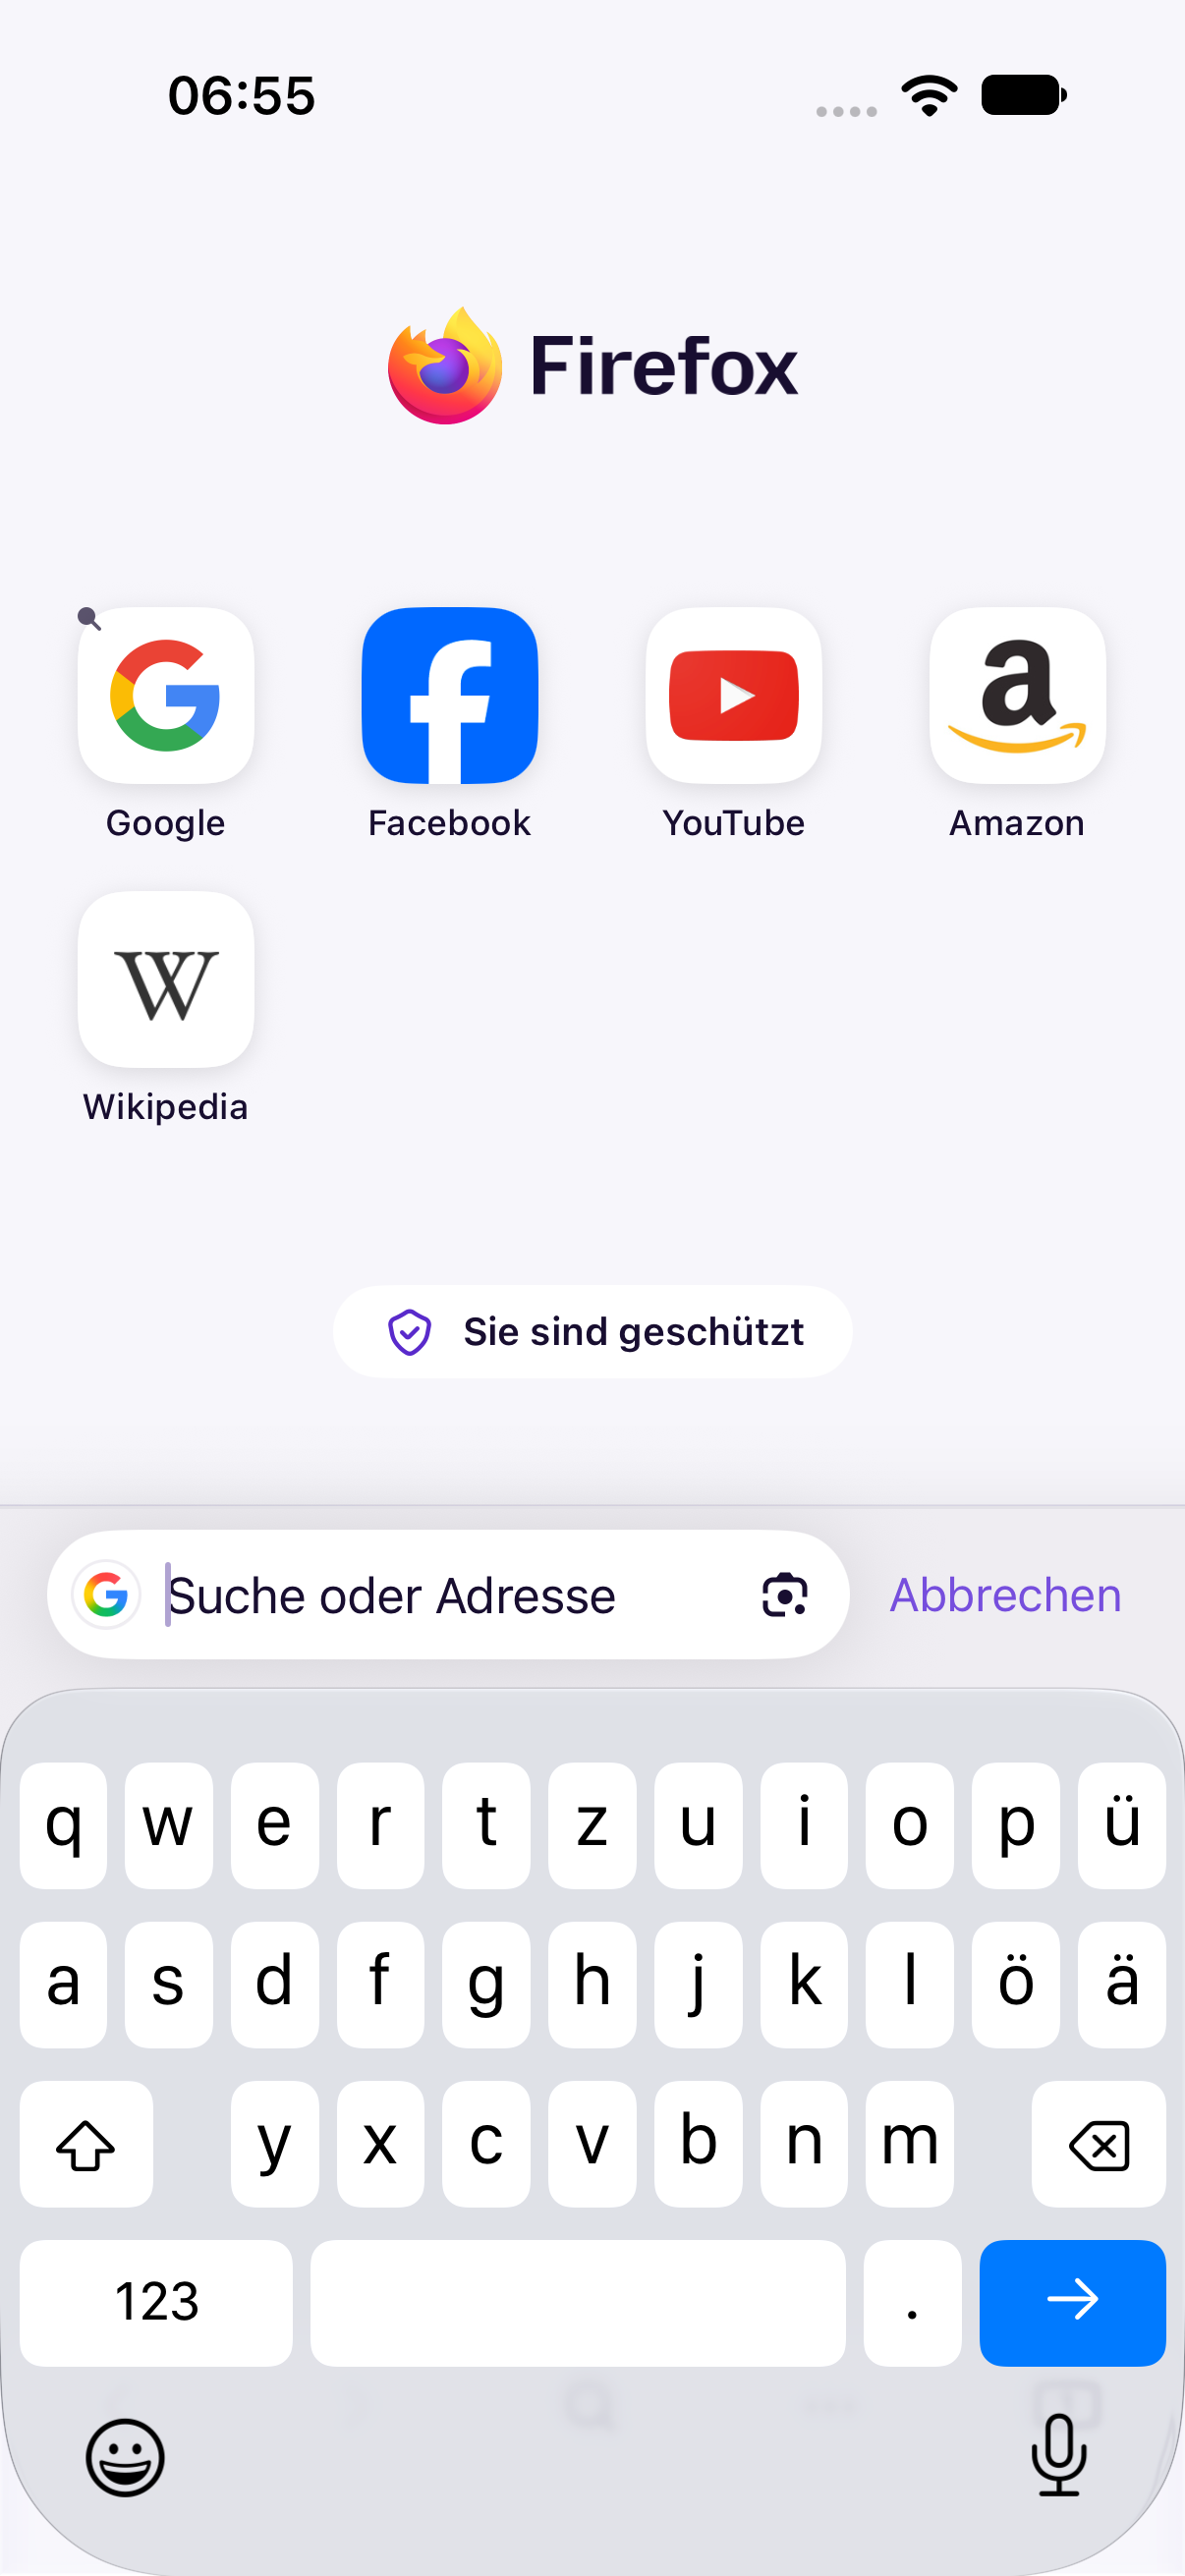 06:55
Firefox
Google Facebook YouTube Amazon
Wikipedia
Sie sind geschützt
Suche oder Adresse Abbrechen
q w e r t z u i o p ü
a s d f g h j k l ö ä
y x c v b n m
123 .